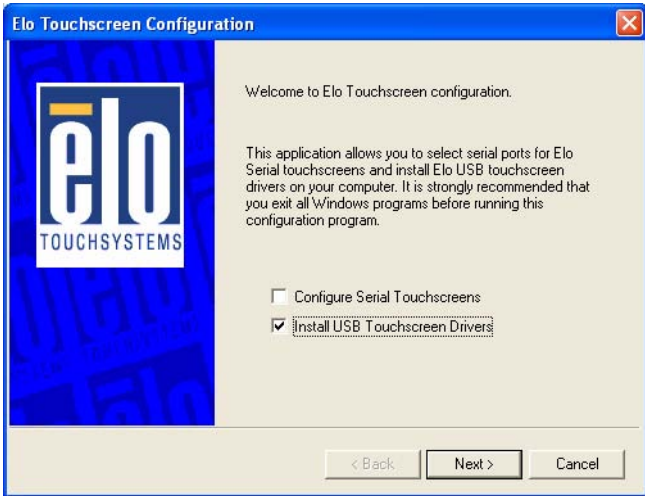 Elo Touchscreen Configuration
elo
TOUCHSYSTEMS
Welcome to Elo Touchscreen configuration.
This application allows you to select serial ports for Elo
Serial touchscreens and install Elo USB touchscreen
drivers on your computer. It is strongly recommended that
you exit all Windows programs before running this
configuration program.
Configure Serial Touchscreens
Install USB Touchscreen Drivers
< Back
Next >
Cancel